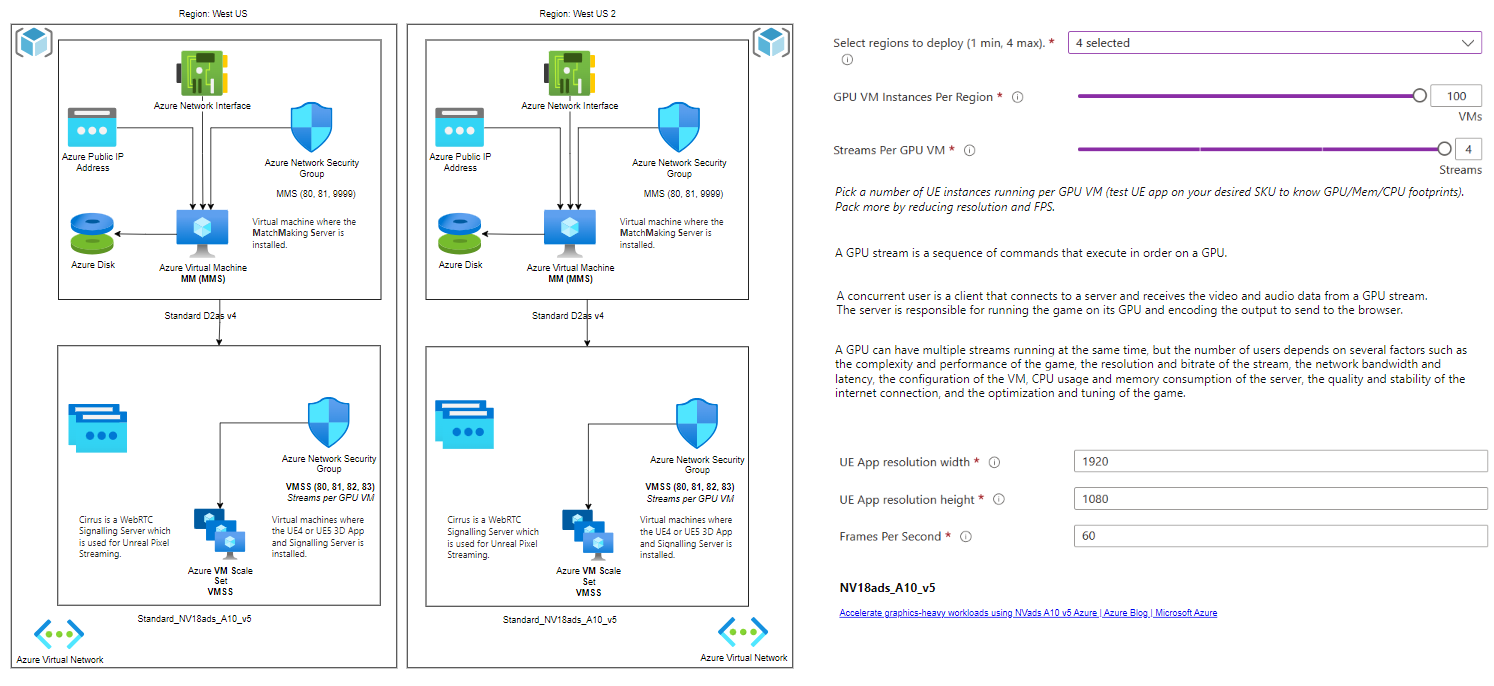 Region: West US
Azure Network Interface
Azure Public IP
Address
Azure Network Security
Group
MMS (80, 81, 9999)
Virtual machine where the
MatchMaking Server is
installed.
Azure Disk
Azure Virtual Machine
MM (MMS)
Standard D2as v4
Azure Network Security
Group
VMSS (80, 81, 82, 83)
Streams per GPU VM
Cirrus is a WebRTC
Signalling Server which
is used for Unreal Pixel
Streaming.
Virtual machines where
the UE4 or UE5 3D App
and Signalling Server is
installed.
Azure VM Scale
Set
VMSS
Standard_NV18ads_A10_v5
Azure Virtual Network
Region: West US 2
Azure Network Interface
Azure Public IP
Address
Azure Network Security
Group
MMS (80, 81, 9999)
Virtual machine where the
MatchMaking Server is
installed.
Azure Disk
Azure Virtual Machine
MM (MMS)
Standard D2as v4
Azure Network Security
Group
VMSS (80, 81, 82, 83)
Streams per GPU VM
Cirrus is a WebRTC
Signalling Server which
is used for Unreal Pixel
Streaming.
Virtual machines where
the UE4 or UE5 3D App
and Signalling Server is
installed.
Azure VM Scale
Set
VMSS
Standard_NV18ads_A10_v5
Azure Virtual Network
Select regions to deploy (1 min, 4 max). * 4 selected
GPU VM Instances Per Region * 100
VMs
Streams Per GPU VM * 4
Streams
Pick a number of UE instances running per GPU VM (test UE app on your desired SKU to know GPU/Mem/CPU footprints).
Pack more by reducing resolution and FPS.
A GPU stream is a sequence of commands that execute in order on a GPU.
A concurrent user is a client that connects to a server and receives the video and audio data from a GPU stream.
The server is responsible for running the game on its GPU and encoding the output to send to the browser.
A GPU can have multiple streams running at the same time, but the number of users depends on several factors such as
the complexity and performance of the game, the resolution and bitrate of the stream, the network bandwidth and
latency, the configuration of the VM, CPU usage and memory consumption of the server, the quality and stability of the
internet connection, and the optimization and tuning of the game.
UE App resolution width * 1920
UE App resolution height * 1080
Frames Per Second * 60
NV18ads_A10_v5
Accelerate graphics-heavy workloads using NVads A10 v5 Azure | Azure Blog | Microsoft Azure